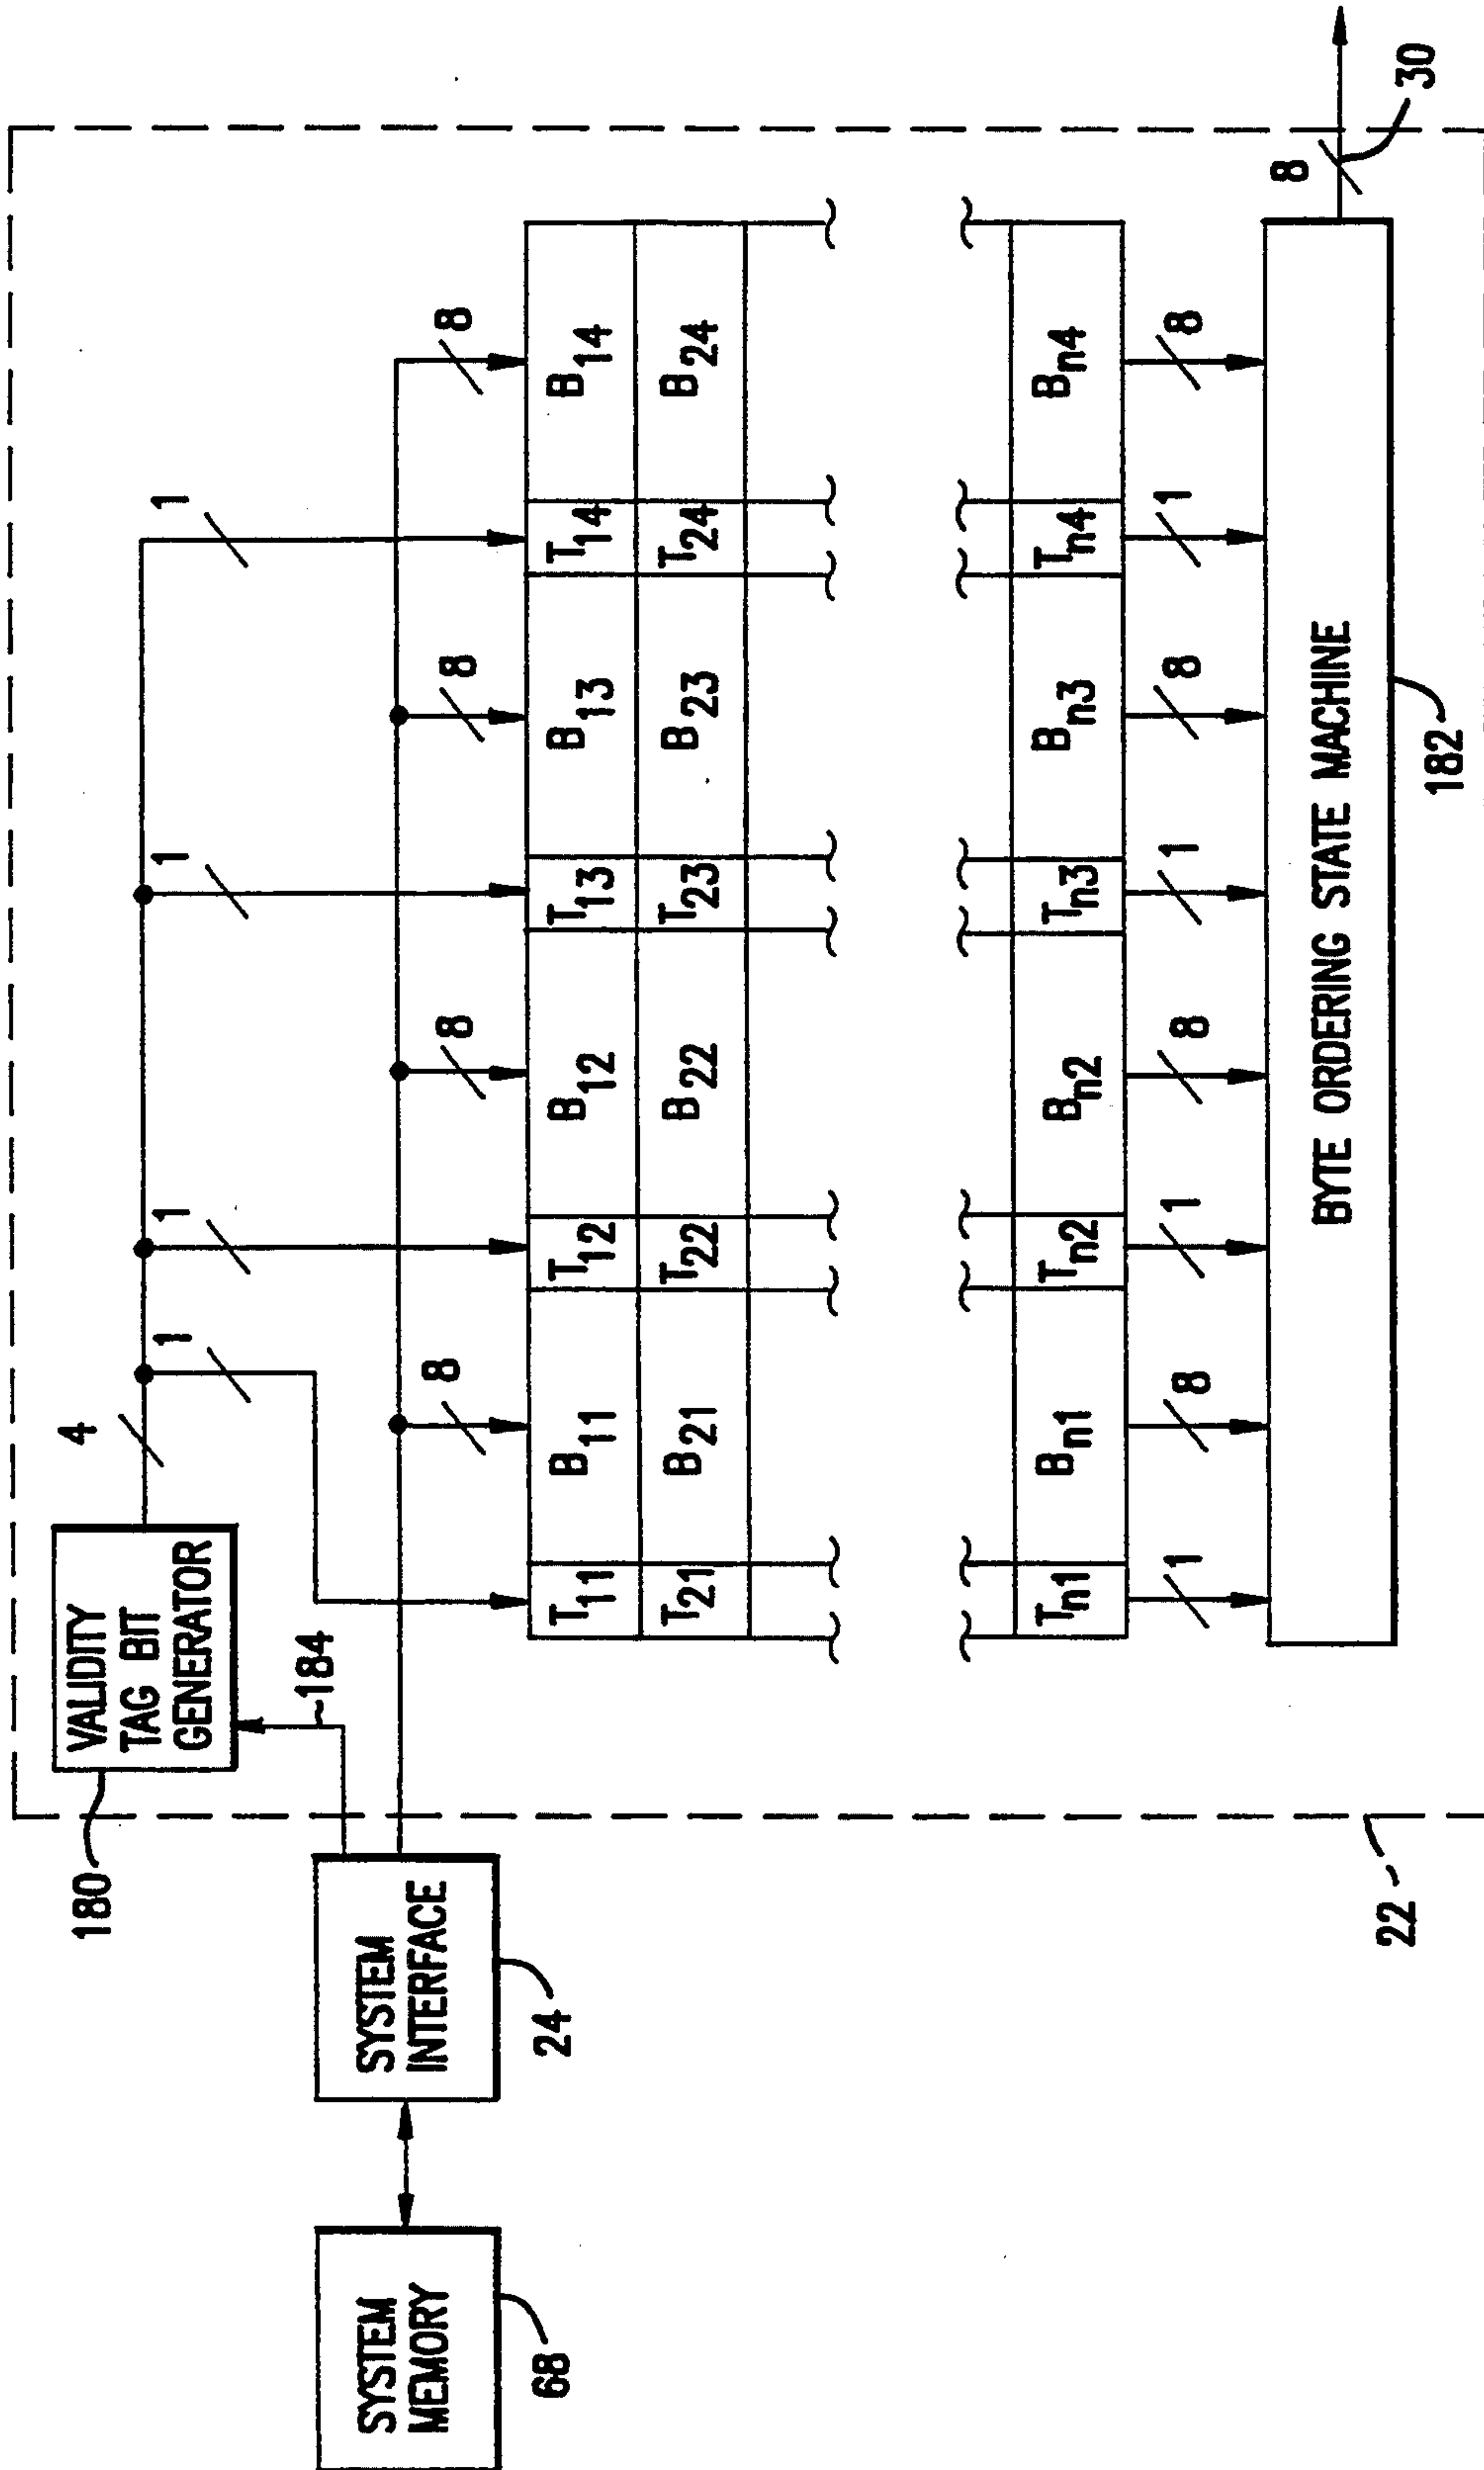 SYSTEM
MEMORY
68
SYSTEM
INTERFACE
24
180
VALIDITY
TAG BIT
GENERATOR
184
4
1
1
1
1
8
8
8
8
T11 B11 T12 B12 T13 B13 T14 B14
T21 B21 T22 B22 T23 B23 T24 B24
Tn1 Bn1 Tn2 Bn2 Tn3 Bn3 Tn4 Bn4
1 8 1 8 1 8 1 8
BYTE ORDERING STATE MACHINE
182
8
30
22